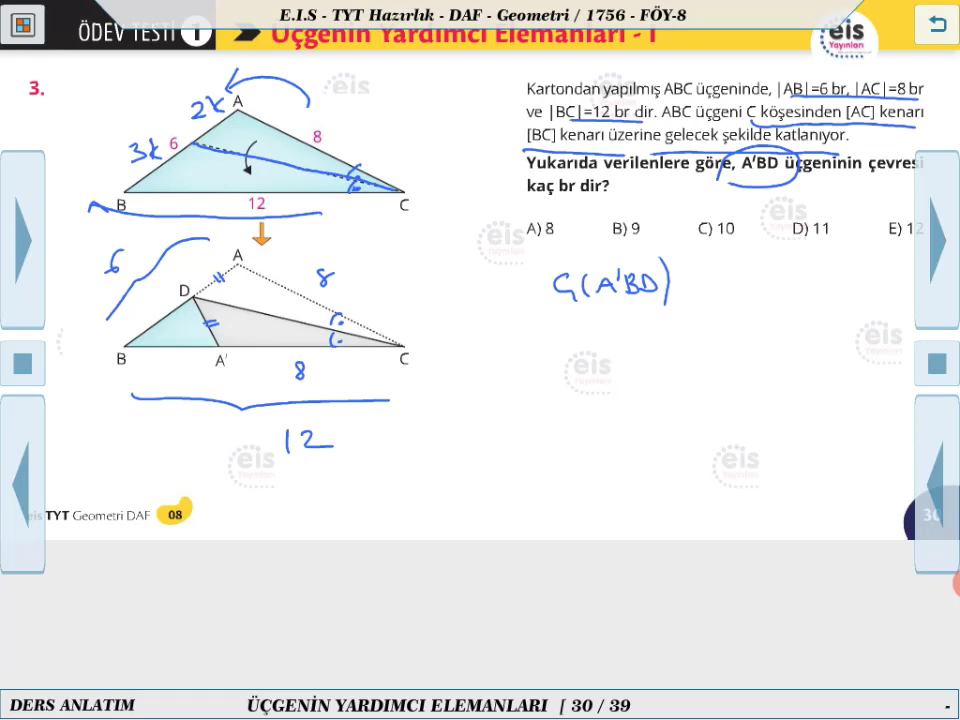 E.I.S - TYT Hazırlık - DAF - Geometri / 1756 - FÖY-8
ÖDEV TESTİ 1
Üçgenin Yardımcı Elemanları - I
eis
Yayınları
3.
A
2k
3k
6
8
B
12
C
6
A
8
D
B
A'
C
8
12
Kartondan yapılmış ABC üçgeninde, |AB|=6 br, |AC|=8 br
ve |BC|=12 br dir. ABC üçgeni C köşesinden [AC] kenarı
[BC] kenarı üzerine gelecek şekilde katlanıyor.
Yukarıda verilenlere göre, A'BD üçgeninin çevresi
kaç br dir?
A) 8 B) 9 C) 10 D) 11 E) 12
Ç(A'BD)
eis TYT Geometri DAF 08
30
DERS ANLATIM
ÜÇGENİN YARDIMCI ELEMANLARI [ 30 / 39
-